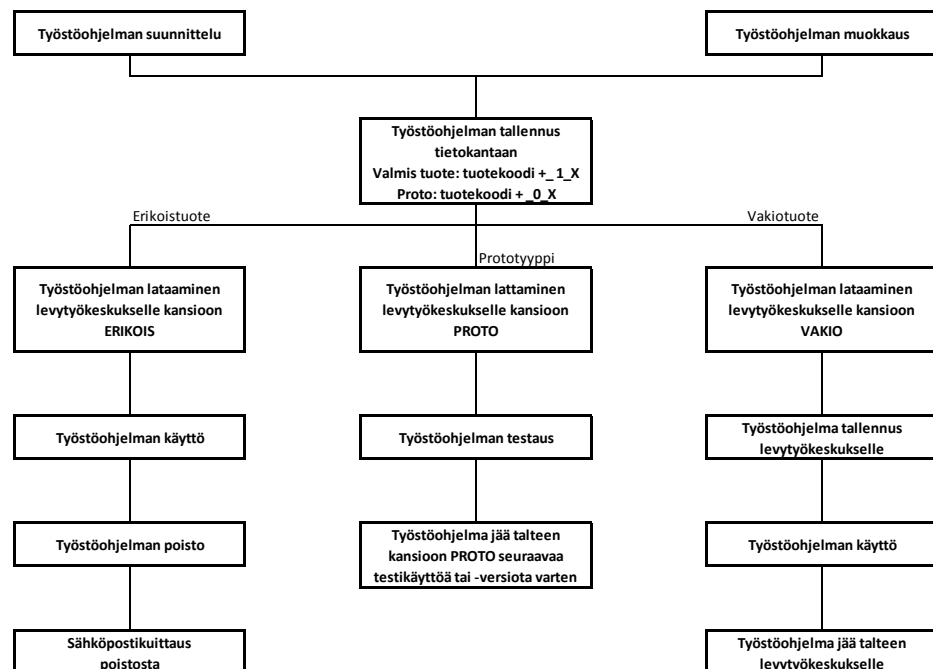 Työstöohjelman suunnittelu
Työstöohjelman muokkaus
Työstöohjelman tallennus
tietokantaan
Valmis tuote: tuotekoodi +_ 1_X
Proto: tuotekoodi + _0_X
Erikoistuote
Vakiotuote
Prototyyppi
Työstöohjelman lataaminen
levytyökeskukselle kansioon
ERIKOIS
Työstöohjelman lattaminen
levytyökeskukselle kansioon
PROTO
Työstöohjelman lataaminen
levytyökeskukselle kansioon
VAKIO
Työstöohjelman käyttö
Työstöohjelman testaus
Työstöohjelma tallennus
levytyökeskukselle
Työstöohjelman poisto
Työstöohjelma jää talteen
kansioon PROTO seuraavaa
testikäyttöä tai -versiota varten
Työstöohjelman käyttö
Sähköpostikuittaus
poistosta
Työstöohjelma jää talteen
levytyökeskukselle